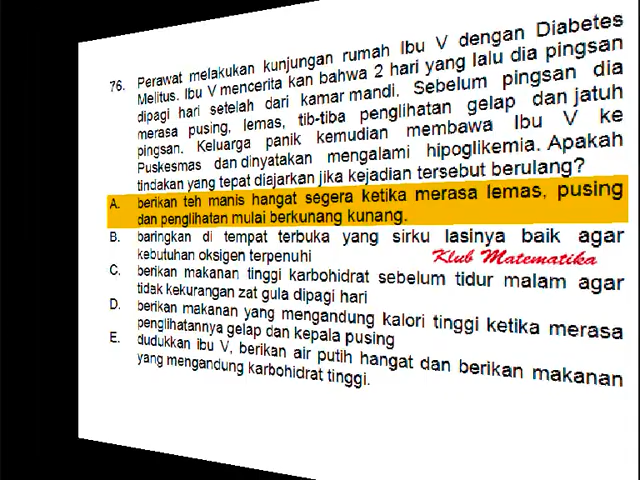 76. Perawat melakukan kunjungan rumah Ibu V dengan Diabetes
Melitus. Ibu V mencerita kan bahwa 2 hari yang lalu dia pingsan
dipagi hari setelah dari kamar mandi. Sebelum pingsan dia
merasa pusing, lemas, tib-tiba penglihatan gelap dan jatuh
pingsan. Keluarga panik kemudian membawa Ibu V ke
Puskesmas dan dinyatakan mengalami hipoglikemia. Apakah
tindakan yang tepat diajarkan jika kejadian tersebut berulang?
A. berikan teh manis hangat segera ketika merasa lemas, pusing
dan penglihatan mulai berkunang kunang.
B. baringkan di tempat terbuka yang sirku lasinya baik agar
kebutuhan oksigen terpenuhi
Klub Matematika
C. berikan makanan tinggi karbohidrat sebelum tidur malam agar
tidak kekurangan zat gula dipagi hari
D. berikan makanan yang mengandung kalori tinggi ketika merasa
penglihatannya gelap dan kepala pusing
E. dudukkan ibu V, berikan air putih hangat dan berikan makanan
yang mengandung karbohidrat tinggi.